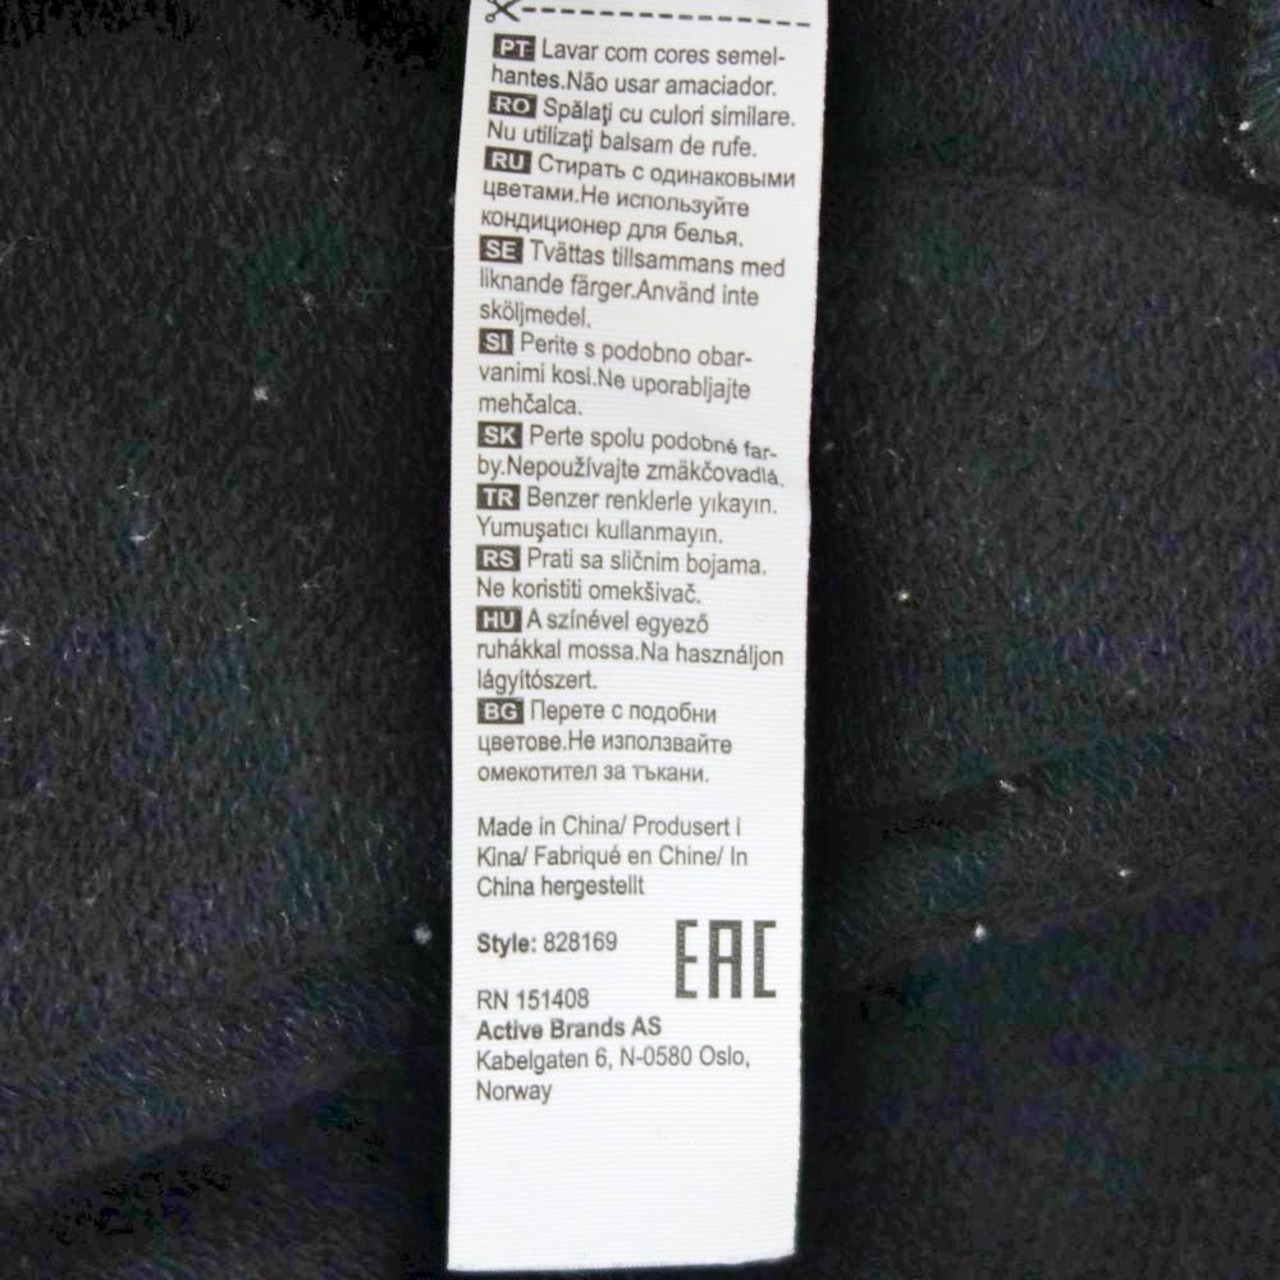 PT Lavar com cores semel-
hantes.Não usar amaciador.
RO Spălaţi cu culori similare.
Nu utilizaţi balsam de rufe.
RU Стирать с одинаковыми
цветами.Не используйте
кондиционер для белья.
SE Tvättas tillsammans med
liknande färger.Använd inte
sköljmedel.
SI Perite s podobno obar-
vanimi kosi.Ne uporabljajte
mehčalca.
SK Perte spolu podobné far-
by.Nepoužívajte zmäkčovadlá.
TR Benzer renklerle yıkayın.
Yumuşatıcı kullanmayın.
RS Prati sa sličnim bojama.
Ne koristiti omekšivač.
HU A színével egyező
ruhákkal mossa.Na használjon
lágyítószert.
BG Перете с подобни
цветове.Не използвайте
омекотител за тъкани.
Made in China/ Produsert i
Kina/ Fabriqué en Chine/ In
China hergestellt
Style: 828169
EAC
RN 151408
Active Brands AS
Kabelgaten 6, N-0580 Oslo,
Norway